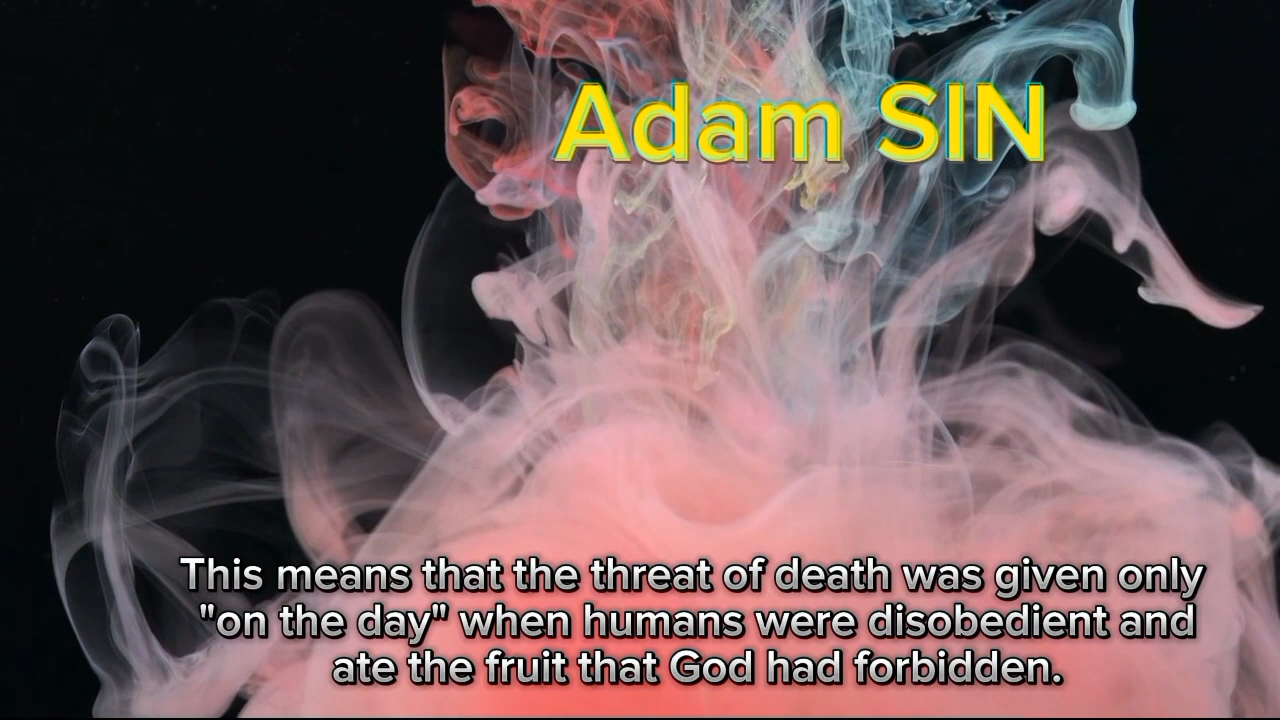 Adam SIN
This means that the threat of death was given only
"on the day" when humans were disobedient and
ate the fruit that God had forbidden.